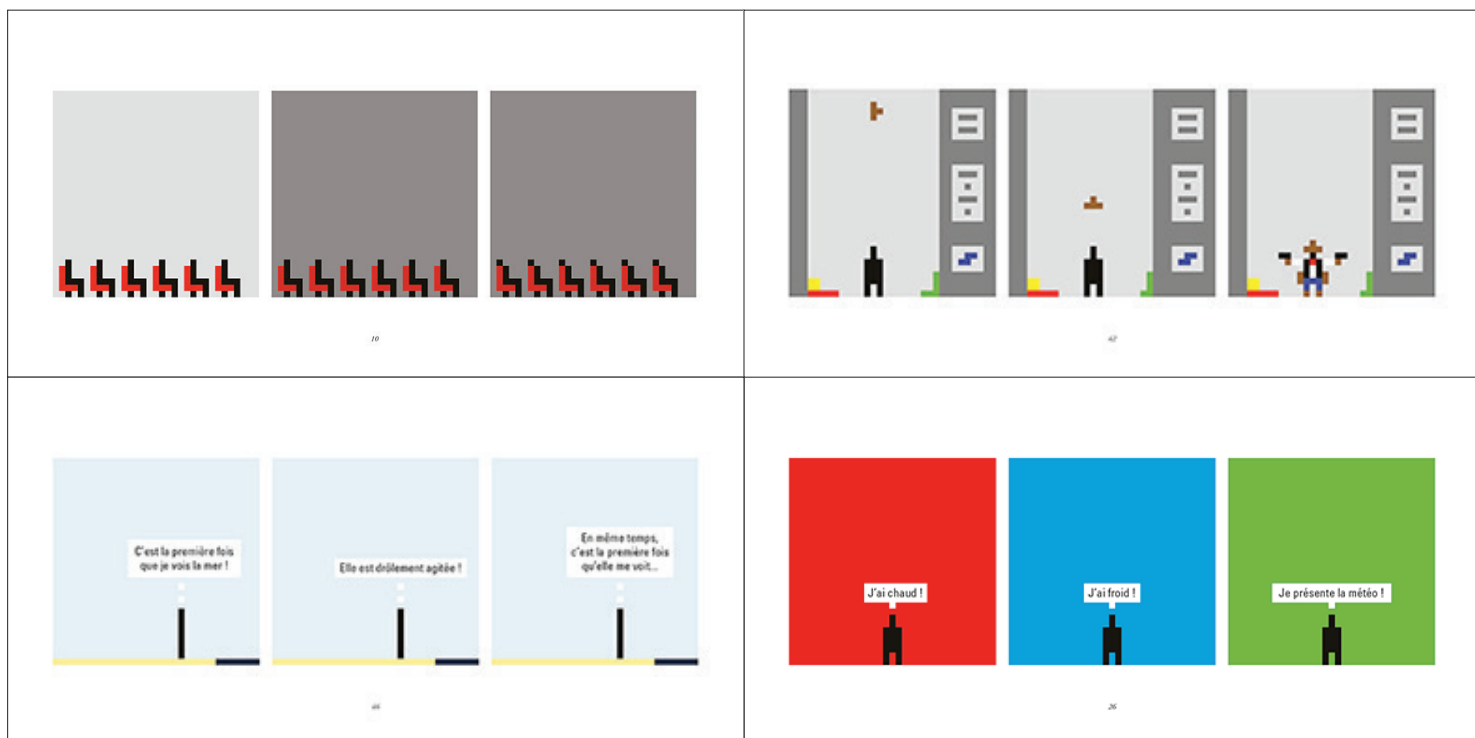 10
42
C'est la première fois
que je vois la mer !
Elle est drôlement agitée !
En même temps,
c'est la première fois
qu'elle me voit...
J'ai chaud !
J'ai froid !
Je présente la météo !
26